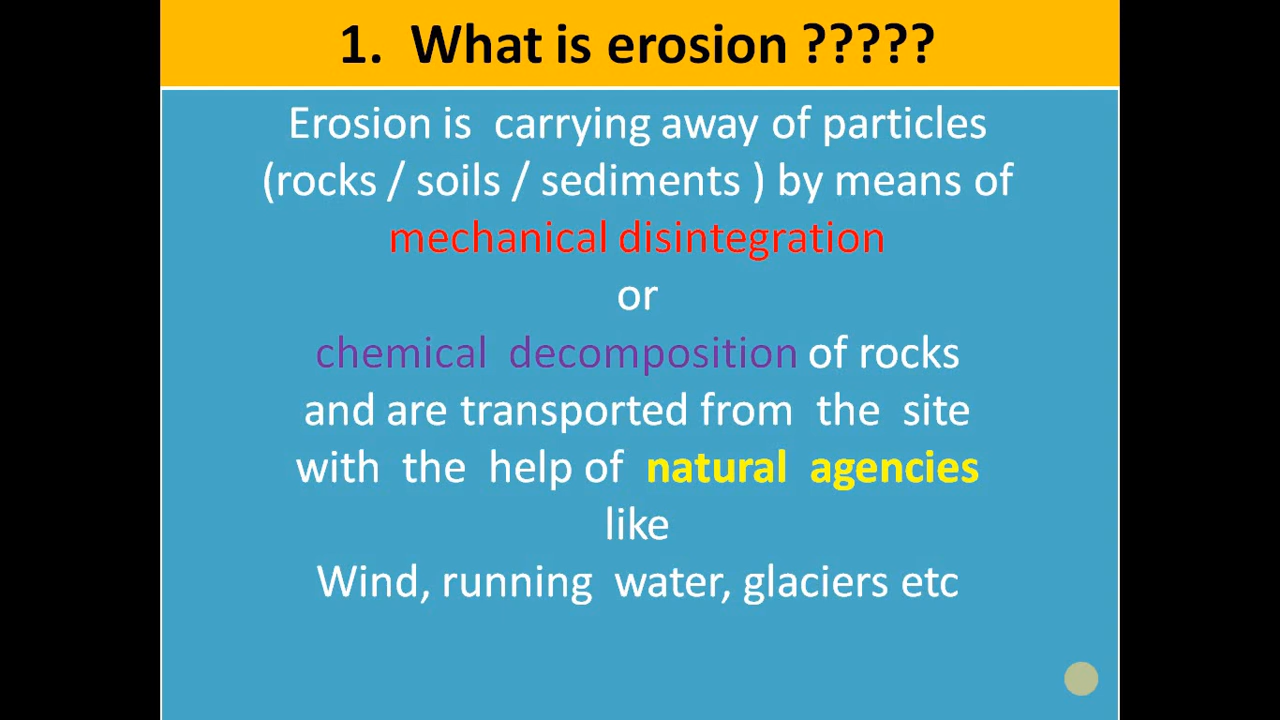 1. What is erosion ?????
Erosion is carrying away of particles
(rocks / soils / sediments ) by means of
mechanical disintegration
or
chemical decomposition of rocks
and are transported from the site
with the help of natural agencies
like
Wind, running water, glaciers etc